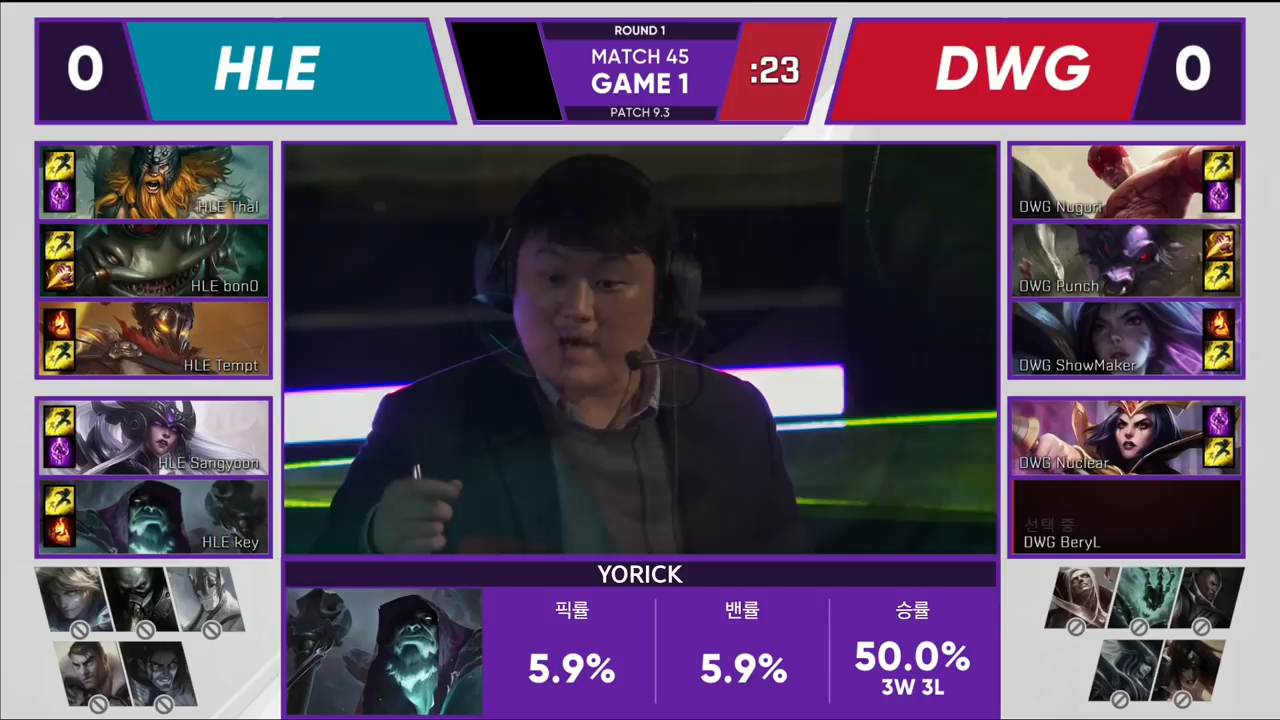 0
HLE
ROUND 1
MATCH 45
GAME 1
PATCH 9.3
:23
DWG
0
HLE Thal
HLE bon0
HLE Tempt
HLE Sangyoon
HLE key
DWG Nuguri
DWG Punch
DWG ShowMaker
DWG Nuclear
선택 중
DWG BeryL
YORICK
픽률
밴률
승률
5.9%
5.9%
50.0%
3W 3L